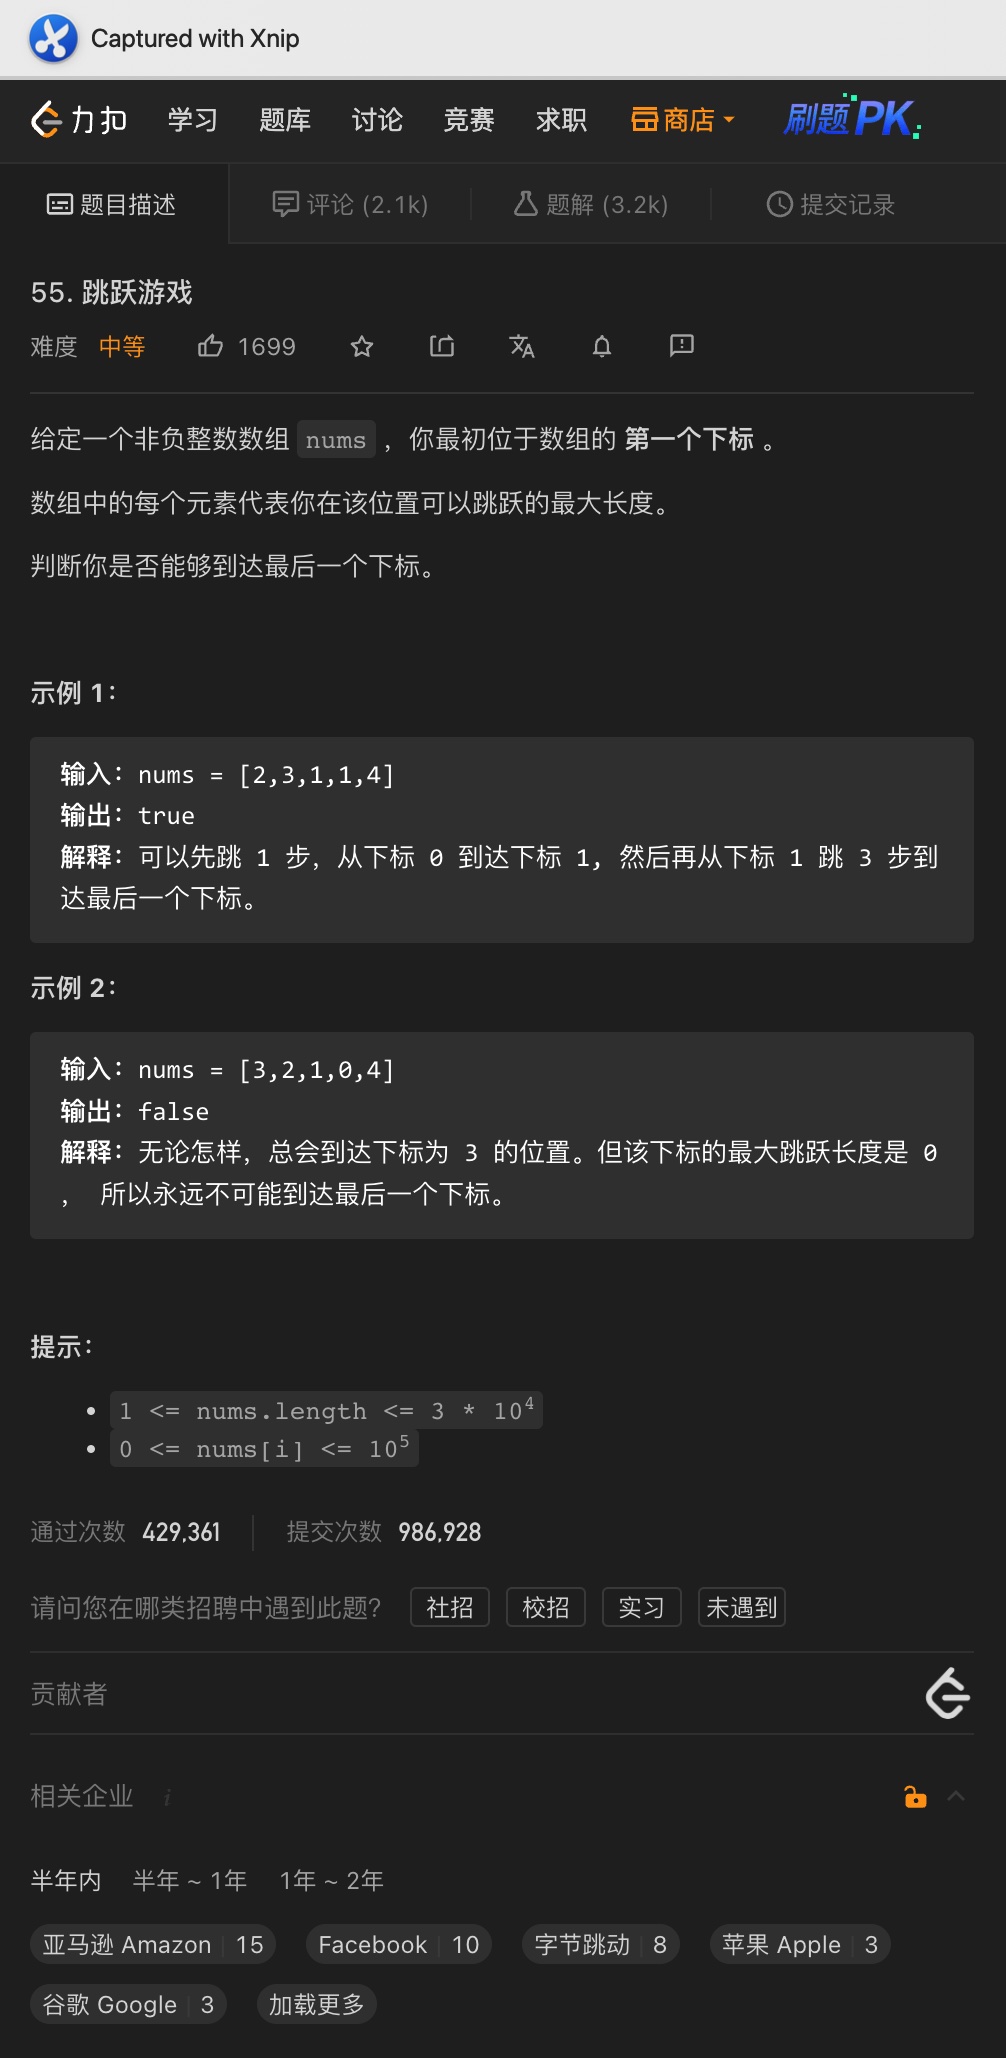 Captured with Xnip
力扣 学习 题库 讨论 竞赛 求职 商店 刷题PK
题目描述 评论 (2.1k) 题解 (3.2k) 提交记录
55. 跳跃游戏
难度 中等 1699
给定一个非负整数数组 nums ，你最初位于数组的 第一个下标 。
数组中的每个元素代表你在该位置可以跳跃的最大长度。
判断你是否能够到达最后一个下标。
示例 1：
输入：nums = [2,3,1,1,4]
输出：true
解释：可以先跳 1 步，从下标 0 到达下标 1, 然后再从下标 1 跳 3 步到
达最后一个下标。
示例 2：
输入：nums = [3,2,1,0,4]
输出：false
解释：无论怎样，总会到达下标为 3 的位置。但该下标的最大跳跃长度是 0
， 所以永远不可能到达最后一个下标。
提示：
• 1 <= nums.length <= 3 * 10⁴
• 0 <= nums[i] <= 10⁵
通过次数 429,361 提交次数 986,928
请问您在哪类招聘中遇到此题? 社招 校招 实习 未遇到
贡献者
相关企业 i
半年内 半年 ~ 1年 1年 ~ 2年
亚马逊 Amazon 15 Facebook 10 字节跳动 8 苹果 Apple 3
谷歌 Google 3 加载更多